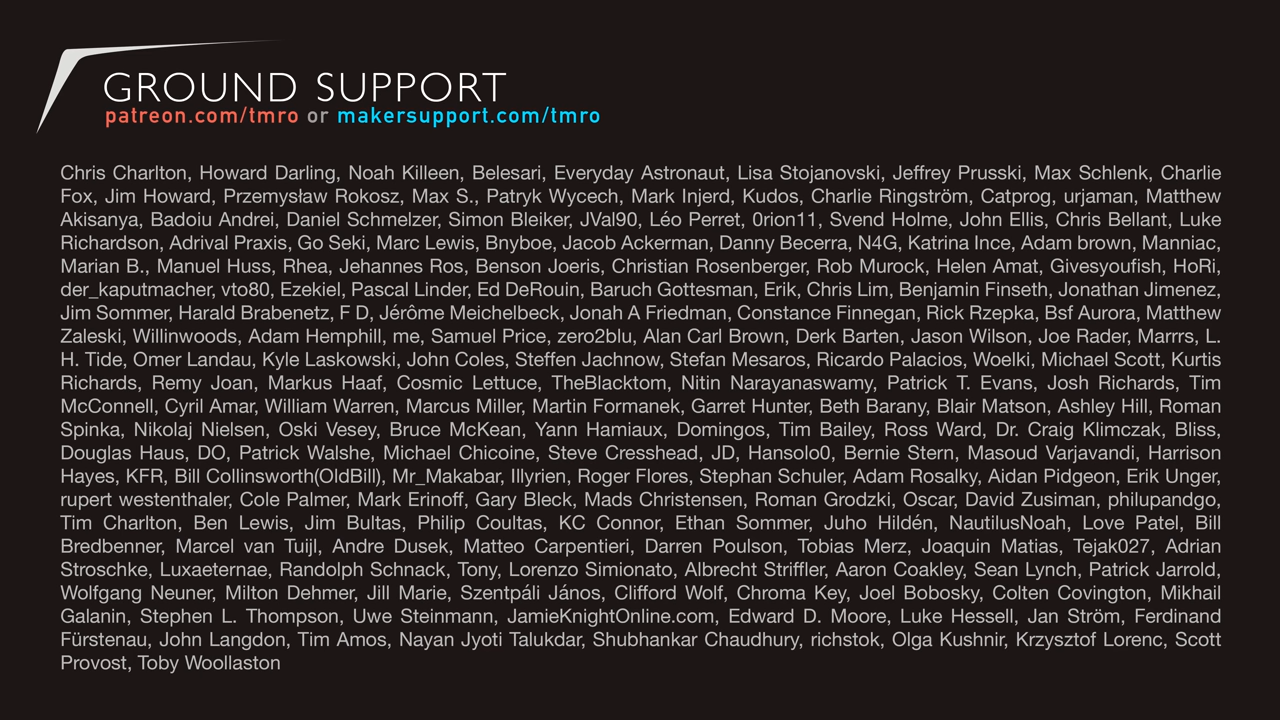 GROUND SUPPORT
patreon.com/tmro or makersupport.com/tmro
Chris Charlton, Howard Darling, Noah Killeen, Belesari, Everyday Astronaut, Lisa Stojanovski, Jeffrey Prusski, Max Schlenk, Charlie
Fox, Jim Howard, Przemysław Rokosz, Max S., Patryk Wycech, Mark Injerd, Kudos, Charlie Ringström, Catprog, urjaman, Matthew
Akisanya, Badoiu Andrei, Daniel Schmelzer, Simon Bleiker, JVal90, Léo Perret, 0rion11, Svend Holme, John Ellis, Chris Bellant, Luke
Richardson, Adrival Praxis, Go Seki, Marc Lewis, Bnyboe, Jacob Ackerman, Danny Becerra, N4G, Katrina Ince, Adam brown, Manniac,
Marian B., Manuel Huss, Rhea, Jehannes Ros, Benson Joeris, Christian Rosenberger, Rob Murock, Helen Amat, Givesyoufish, HoRi,
der_kaputmacher, vto80, Ezekiel, Pascal Linder, Ed DeRouin, Baruch Gottesman, Erik, Chris Lim, Benjamin Finseth, Jonathan Jimenez,
Jim Sommer, Harald Brabenetz, F D, Jérôme Meichelbeck, Jonah A Friedman, Constance Finnegan, Rick Rzepka, Bsf Aurora, Matthew
Zaleski, Willinwoods, Adam Hemphill, me, Samuel Price, zero2blu, Alan Carl Brown, Derk Barten, Jason Wilson, Joe Rader, Marrrs, L.
H. Tide, Omer Landau, Kyle Laskowski, John Coles, Steffen Jachnow, Stefan Mesaros, Ricardo Palacios, Woelki, Michael Scott, Kurtis
Richards, Remy Joan, Markus Haaf, Cosmic Lettuce, TheBlacktom, Nitin Narayanaswamy, Patrick T. Evans, Josh Richards, Tim
McConnell, Cyril Amar, William Warren, Marcus Miller, Martin Formanek, Garret Hunter, Beth Barany, Blair Matson, Ashley Hill, Roman
Spinka, Nikolaj Nielsen, Oski Vesey, Bruce McKean, Yann Hamiaux, Domingos, Tim Bailey, Ross Ward, Dr. Craig Klimczak, Bliss,
Douglas Haus, DO, Patrick Walshe, Michael Chicoine, Steve Cresshead, JD, Hansolo0, Bernie Stern, Masoud Varjavandi, Harrison
Hayes, KFR, Bill Collinsworth(OldBill), Mr_Makabar, Illyrien, Roger Flores, Stephan Schuler, Adam Rosalky, Aidan Pidgeon, Erik Unger,
rupert westenthaler, Cole Palmer, Mark Erinoff, Gary Bleck, Mads Christensen, Roman Grodzki, Oscar, David Zusiman, philupandgo,
Tim Charlton, Ben Lewis, Jim Bultas, Philip Coultas, KC Connor, Ethan Sommer, Juho Hildén, NautilusNoah, Love Patel, Bill
Bredbenner, Marcel van Tuijl, Andre Dusek, Matteo Carpentieri, Darren Poulson, Tobias Merz, Joaquin Matias, Tejak027, Adrian
Stroschke, Luxaeternae, Randolph Schnack, Tony, Lorenzo Simionato, Albrecht Striffler, Aaron Coakley, Sean Lynch, Patrick Jarrold,
Wolfgang Neuner, Milton Dehmer, Jill Marie, Szentpáli János, Clifford Wolf, Chroma Key, Joel Bobosky, Colten Covington, Mikhail
Galanin, Stephen L. Thompson, Uwe Steinmann, JamieKnightOnline.com, Edward D. Moore, Luke Hessell, Jan Ström, Ferdinand
Fürstenau, John Langdon, Tim Amos, Nayan Jyoti Talukdar, Shubhankar Chaudhury, richstok, Olga Kushnir, Krzysztof Lorenc, Scott
Provost, Toby Woollaston